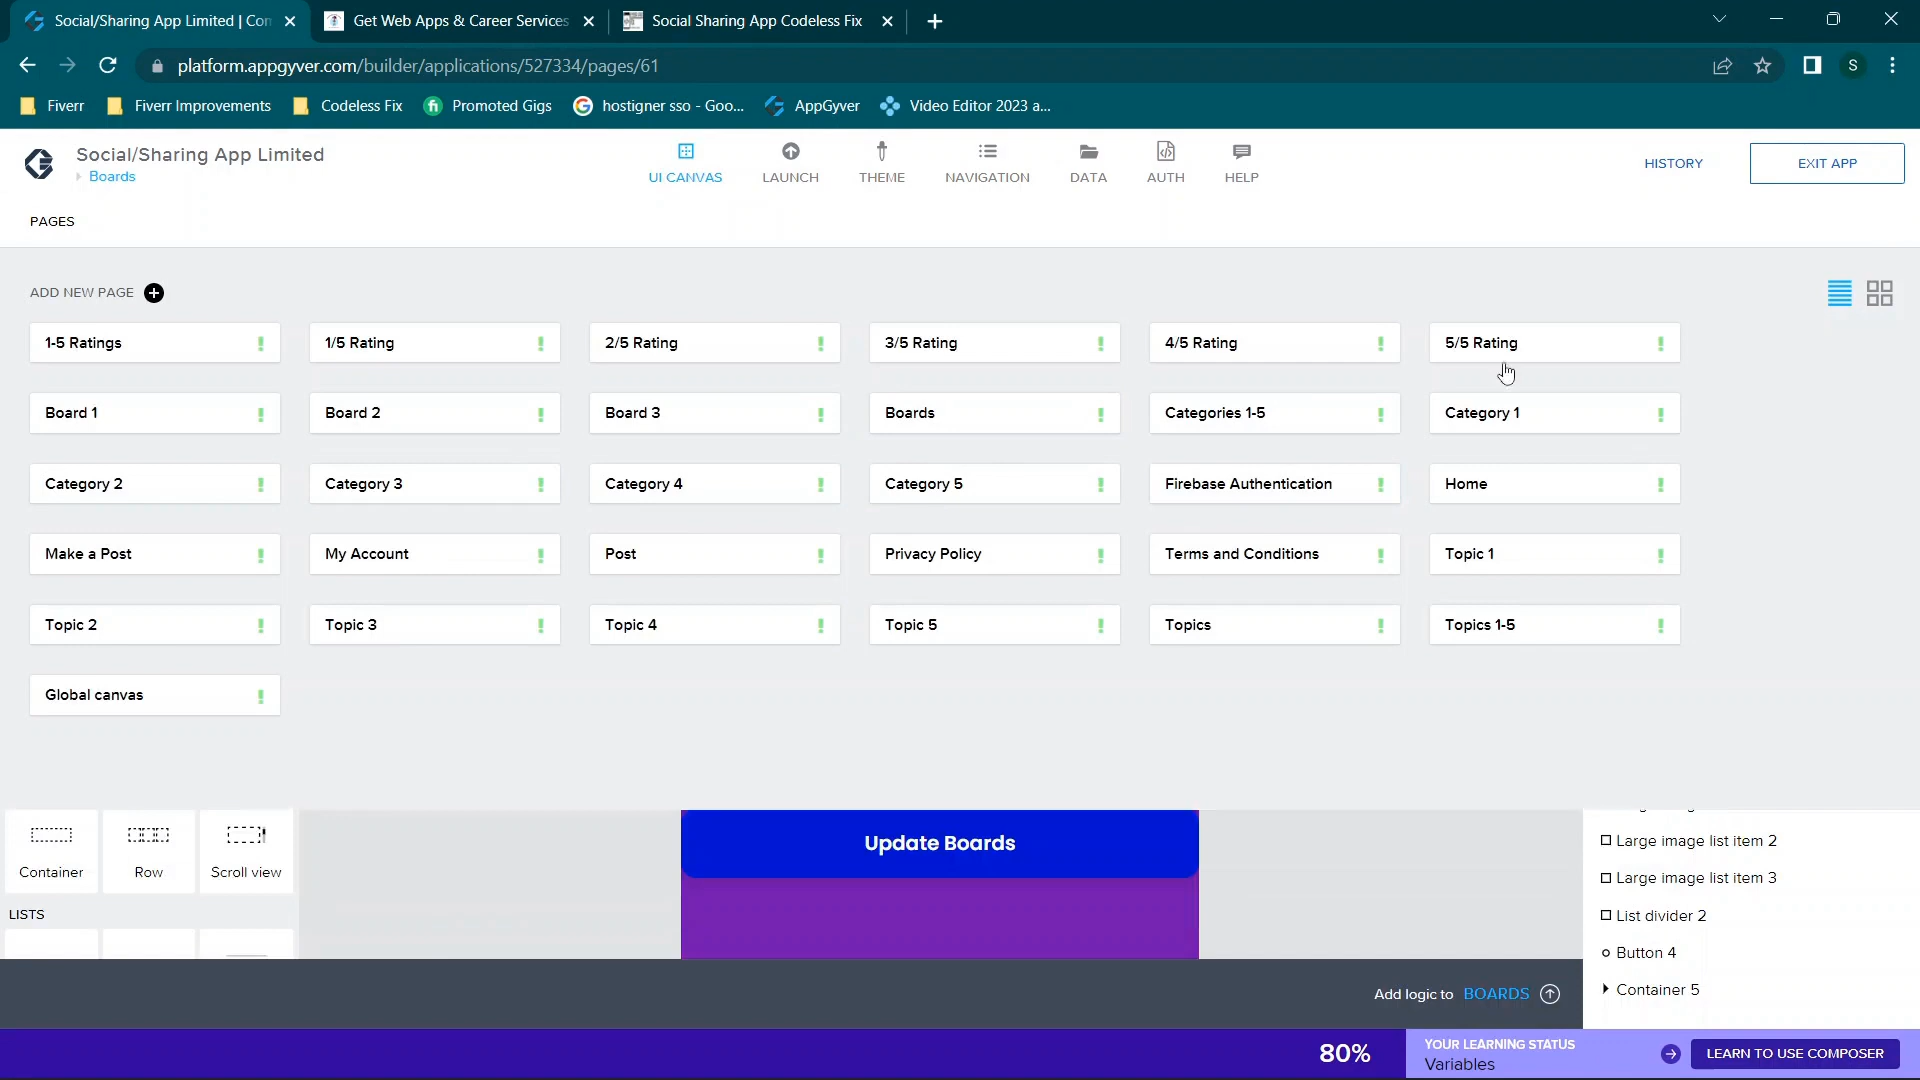 Social/Sharing App Limited | Con
Get Web Apps & Career Services
Social Sharing App Codeless Fix
platform.appgyver.com/builder/applications/527334/pages/61
S
Fiverr
Fiverr Improvements
Codeless Fix
Promoted Gigs
hostigner sso - Goo...
AppGyver
Video Editor 2023 a...
Social/Sharing App Limited
Boards
UI CANVAS
LAUNCH
THEME
NAVIGATION
DATA
AUTH
HELP
HISTORY
EXIT APP
PAGES
ADD NEW PAGE
1-5 Ratings
1/5 Rating
2/5 Rating
3/5 Rating
4/5 Rating
5/5 Rating
Board 1
Board 2
Board 3
Boards
Categories 1-5
Category 1
Category 2
Category 3
Category 4
Category 5
Firebase Authentication
Home
Make a Post
My Account
Post
Privacy Policy
Terms and Conditions
Topic 1
Topic 2
Topic 3
Topic 4
Topic 5
Topics
Topics 1-5
Global canvas
Container
Row
Scroll view
LISTS
Update Boards
Large image list item 2
Large image list item 3
List divider 2
Button 4
Container 5
Add logic to BOARDS
80%
YOUR LEARNING STATUS
Variables
LEARN TO USE COMPOSER